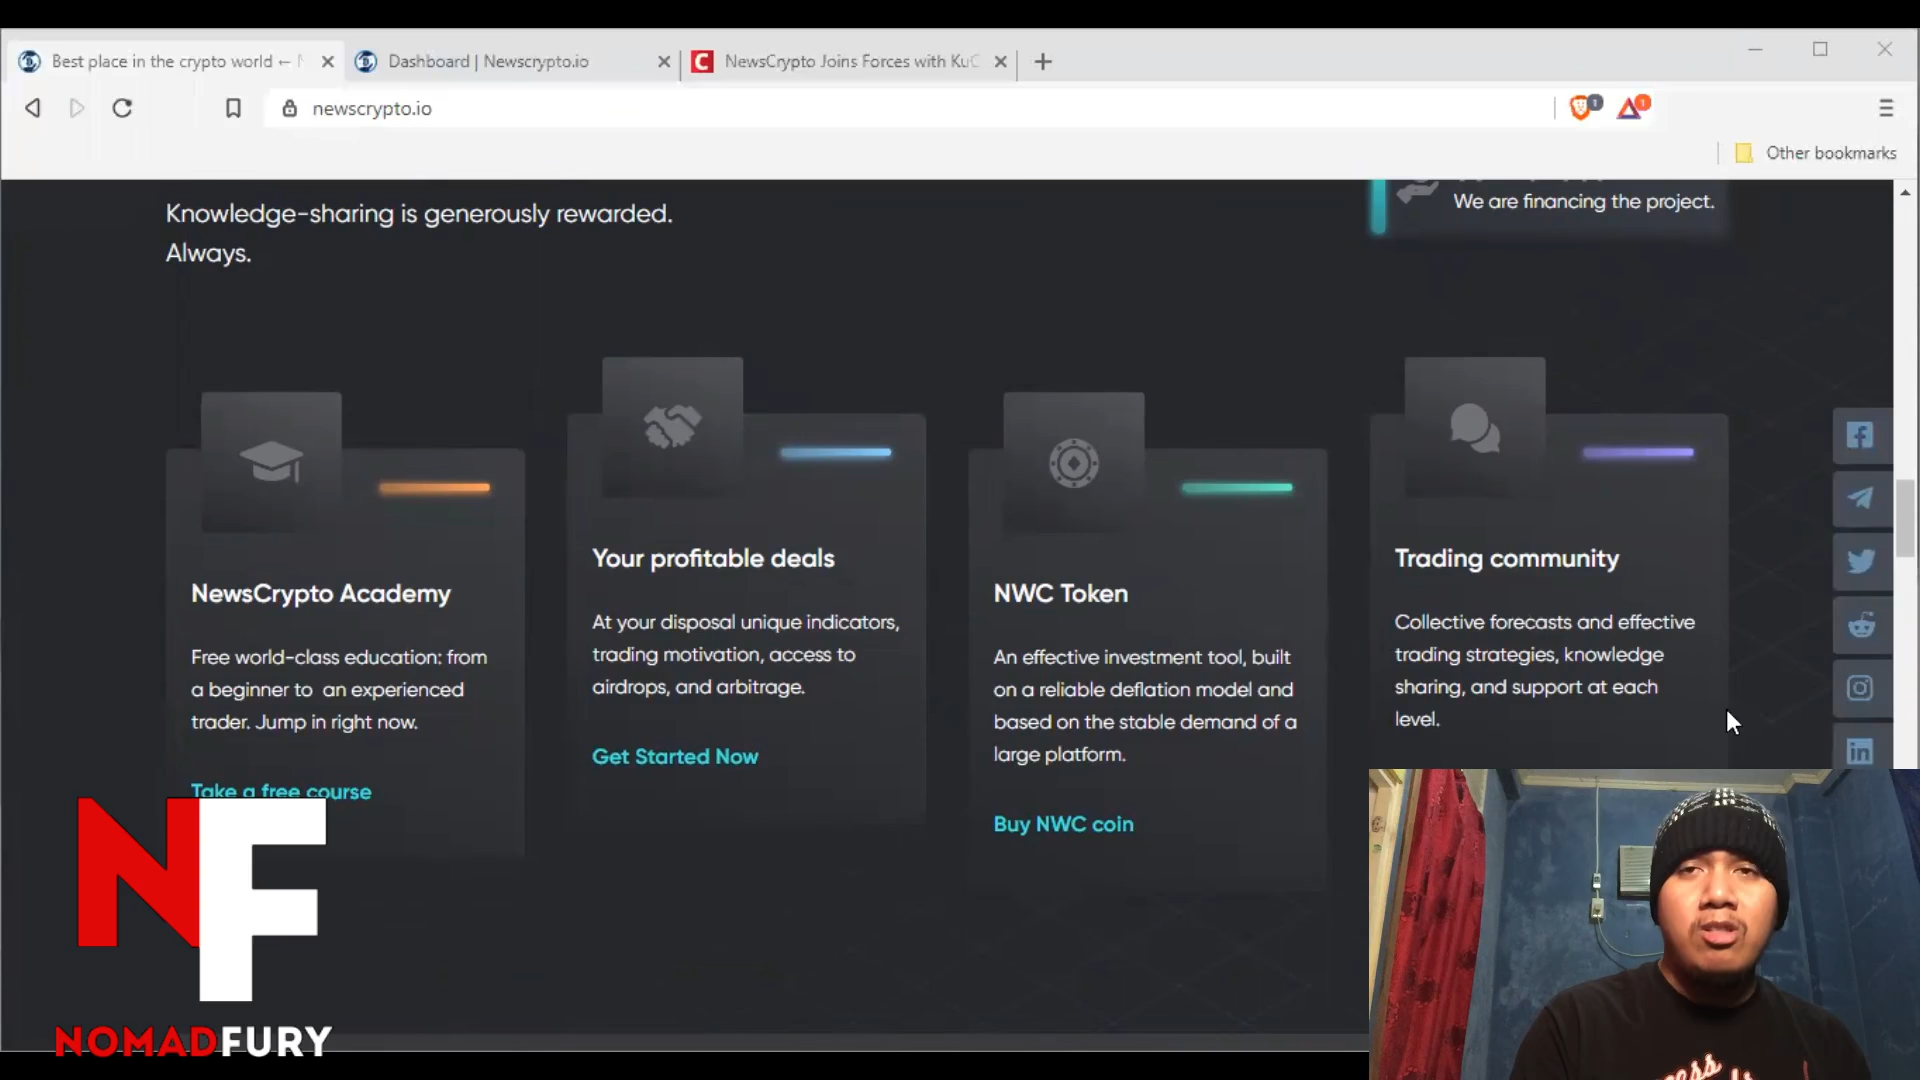 Best place in the crypto world ←
Dashboard | Newscrypto.io
NewsCrypto Joins Forces with KuC
newscrypto.io
1
1
Other bookmarks
Knowledge-sharing is generously rewarded.
Always.
We are financing the project.
NewsCrypto Academy
Free world-class education: from
a beginner to an experienced
trader. Jump in right now.
Take a free course
Your profitable deals
At your disposal unique indicators,
trading motivation, access to
airdrops, and arbitrage.
Get Started Now
NWC Token
An effective investment tool, built
on a reliable deflation model and
based on the stable demand of a
large platform.
Buy NWC coin
Trading community
Collective forecasts and effective
trading strategies, knowledge
sharing, and support at each
level.
NF
NOMADFURY